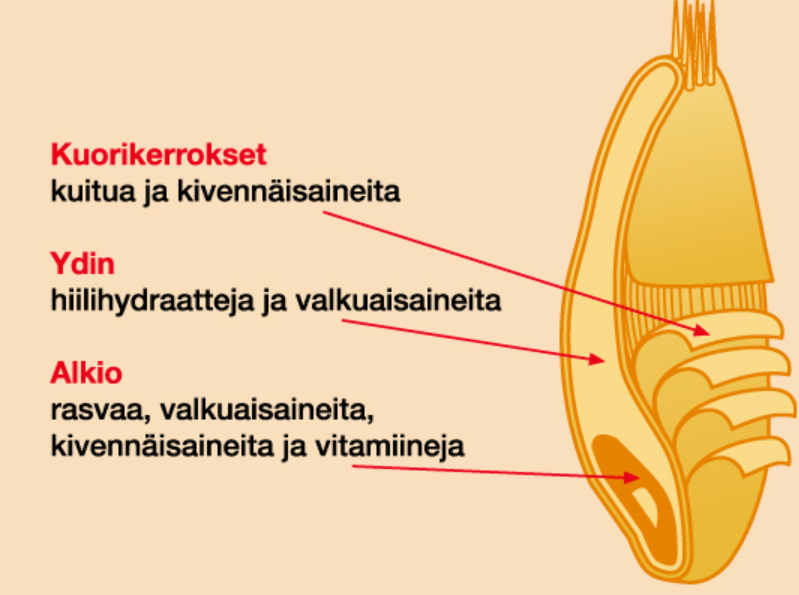 Kuorikerrokset
kuitua ja kivennäisaineita
Ydin
hiilihydraatteja ja valkuaisaineita
Alkio
rasvaa, valkuaisaineita,
kivennäisaineita ja vitamiineja